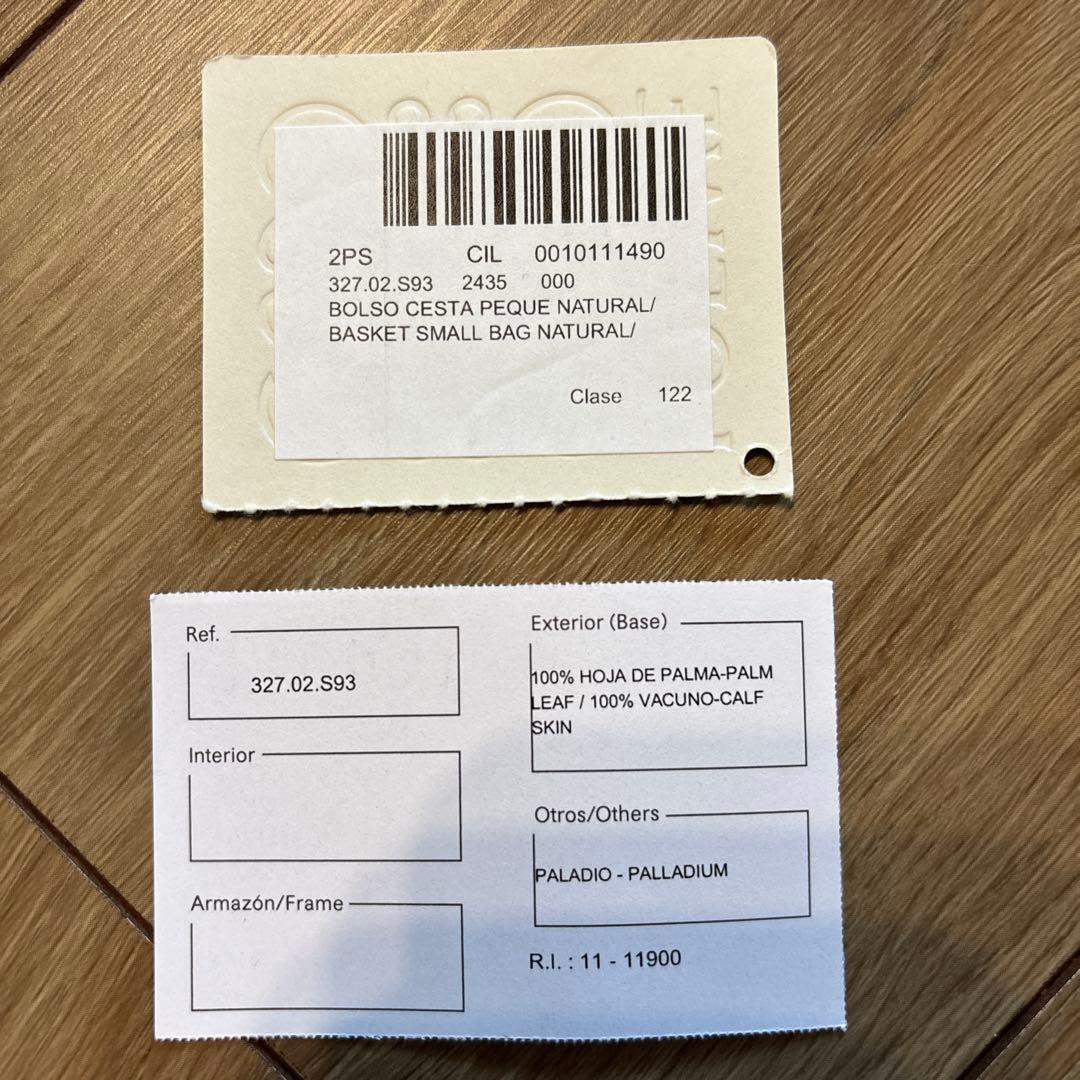 2PS CIL 0010111490
327.02.S93 2435 000
BOLSO CESTA PEQUE NATURAL/
BASKET SMALL BAG NATURAL/
Clase 122
Ref.
327.02.S93
Interior
Armazón/Frame
Exterior (Base)
100% HOJA DE PALMA-PALM
LEAF / 100% VACUNO-CALF
SKIN
Otros/Others
PALADIO - PALLADIUM
R.I. : 11 - 11900